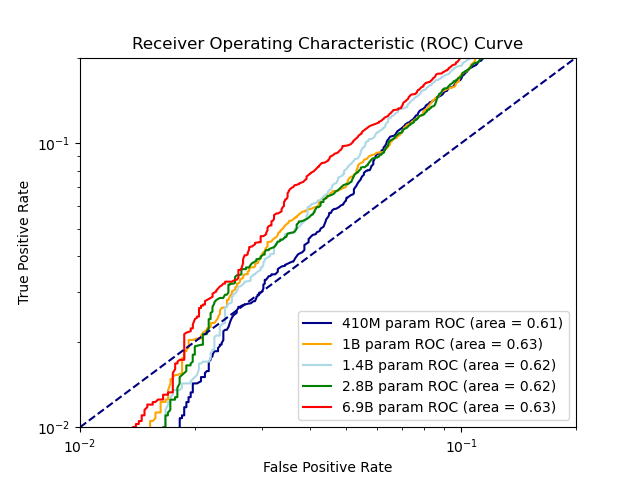 Receiver Operating Characteristic (ROC) Curve
True Positive Rate
10⁻¹
10⁻²
410M param ROC (area = 0.61)
1B param ROC (area = 0.63)
1.4B param ROC (area = 0.62)
2.8B param ROC (area = 0.62)
6.9B param ROC (area = 0.63)
10⁻²
10⁻¹
False Positive Rate